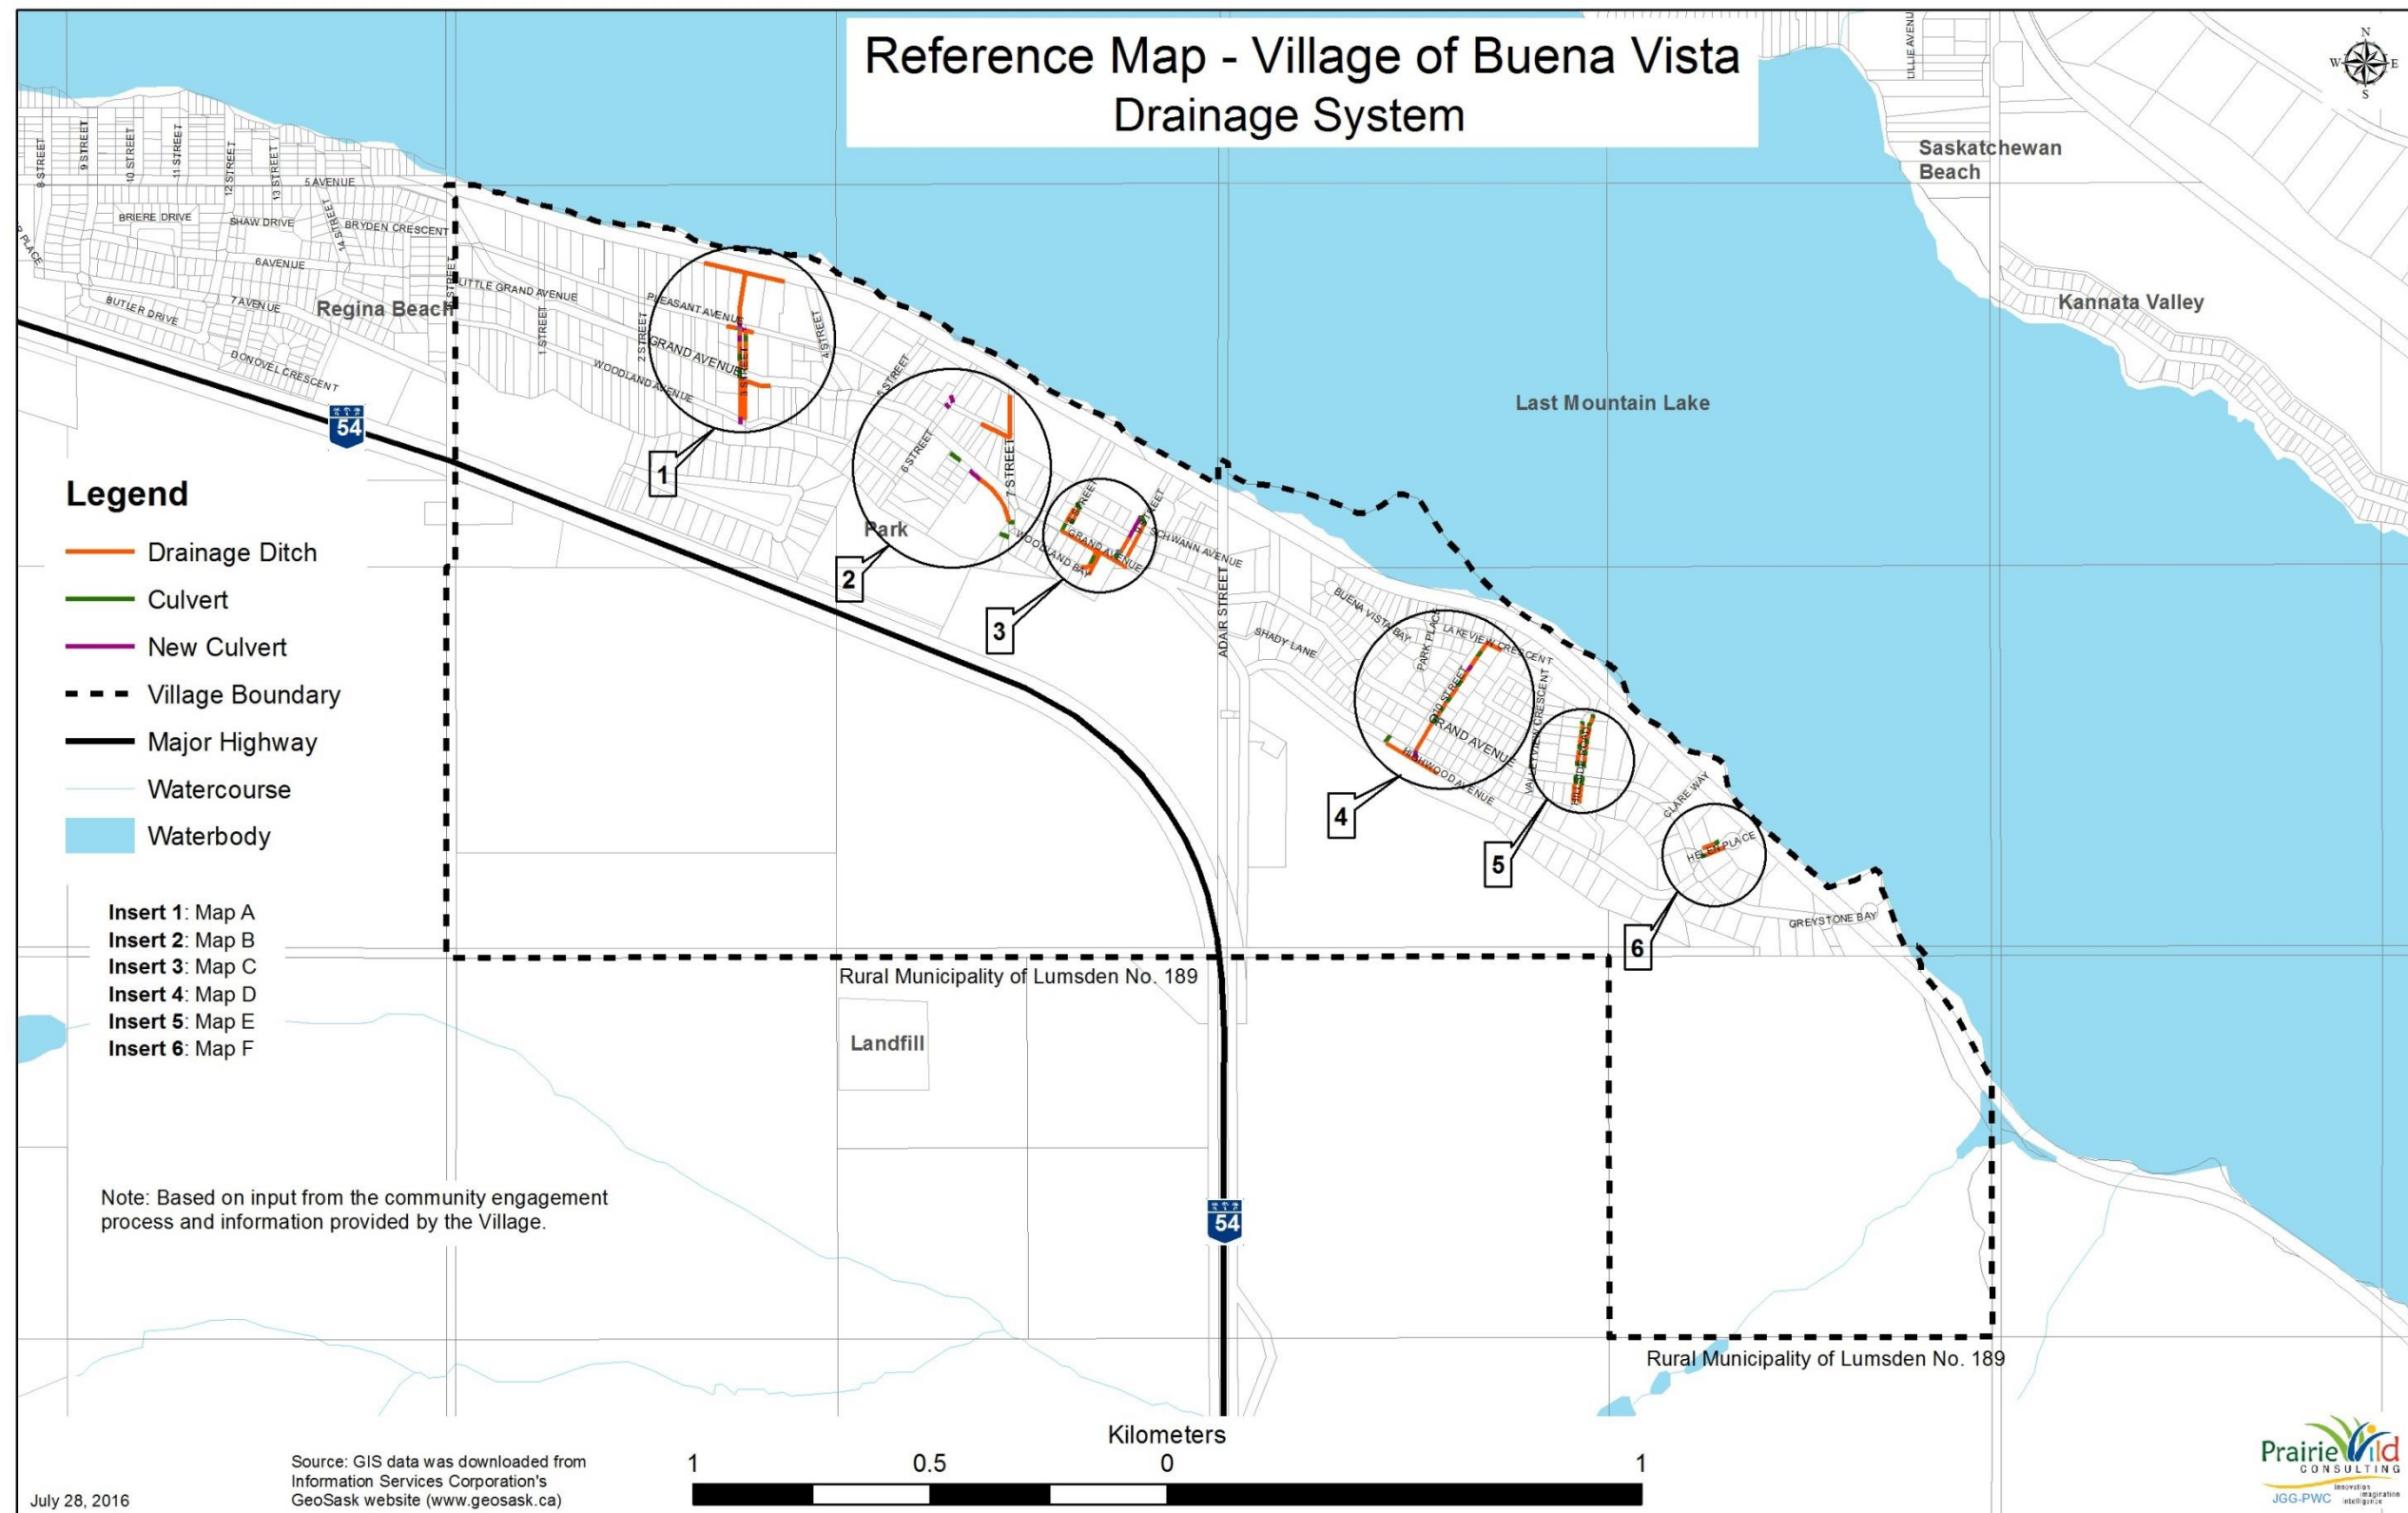 Reference Map - Village of Buena Vista
Drainage System
N
W
E
S
8 STREET
9 STREET
10 STREET
11 STREET
12 STREET
13 STREET
5 AVENUE
BRIERE DRIVE
SHAW DRIVE
14 STREET
BRYDEN CRESCENT
6 AVENUE
7 AVENUE
BUTLER DRIVE
DONOVEL CRESCENT
Regina Beach
LITTLE GRAND AVENUE
1 STREET
2 STREET
PLEASANT AVENUE
GRAND AVENUE
WOODLAND AVENUE
3 STREET
4 STREET
6 STREET
7 STREET
Park
WOODLAND BAY
GRAND AVENUE
SCHWANN AVENUE
ADAIR STREET
SHADY LANE
BUENA VISTA BAY
PARK PLACE
LAKEVIEW CRESCENT
10 STREET
GRAND AVENUE
HIGHWOOD AVENUE
VALLEYVIEW CRESCENT
CLARE WAY
HELEN PLACE
GREYSTONE BAY
Last Mountain Lake
Saskatchewan
Beach
Kannata Valley
54
54
1
2
3
4
5
6
Legend
Drainage Ditch
Culvert
New Culvert
Village Boundary
Major Highway
Watercourse
Waterbody
Insert 1: Map A
Insert 2: Map B
Insert 3: Map C
Insert 4: Map D
Insert 5: Map E
Insert 6: Map F
Rural Municipality of Lumsden No. 189
Landfill
Rural Municipality of Lumsden No. 189
Note: Based on input from the community engagement
process and information provided by the Village.
Kilometers
1 0.5 0 1
Source: GIS data was downloaded from
Information Services Corporation's
GeoSask website (www.geosask.ca)
July 28, 2016
PrairieWild
CONSULTING
JGG-PWC
Innovation
Imagination
Intelligence